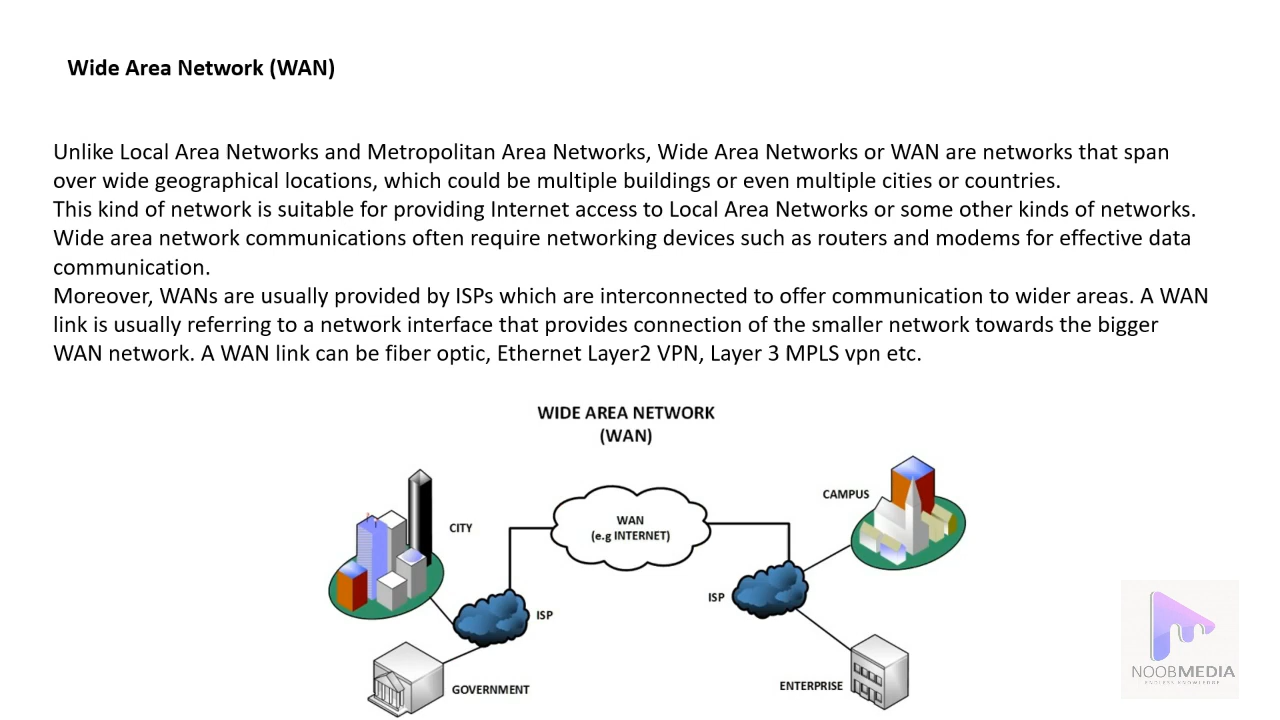 Wide Area Network (WAN)
Unlike Local Area Networks and Metropolitan Area Networks, Wide Area Networks or WAN are networks that span
over wide geographical locations, which could be multiple buildings or even multiple cities or countries.
This kind of network is suitable for providing Internet access to Local Area Networks or some other kinds of networks.
Wide area network communications often require networking devices such as routers and modems for effective data
communication.
Moreover, WANs are usually provided by ISPs which are interconnected to offer communication to wider areas. A WAN
link is usually referring to a network interface that provides connection of the smaller network towards the bigger
WAN network. A WAN link can be fiber optic, Ethernet Layer2 VPN, Layer 3 MPLS vpn etc.
WIDE AREA NETWORK
(WAN)
CAMPUS
CITY
WAN
(e.g INTERNET)
ISP
ISP
GOVERNMENT
ENTERPRISE
NOOBMEDIA
ENDLESS KNOWLEDGE